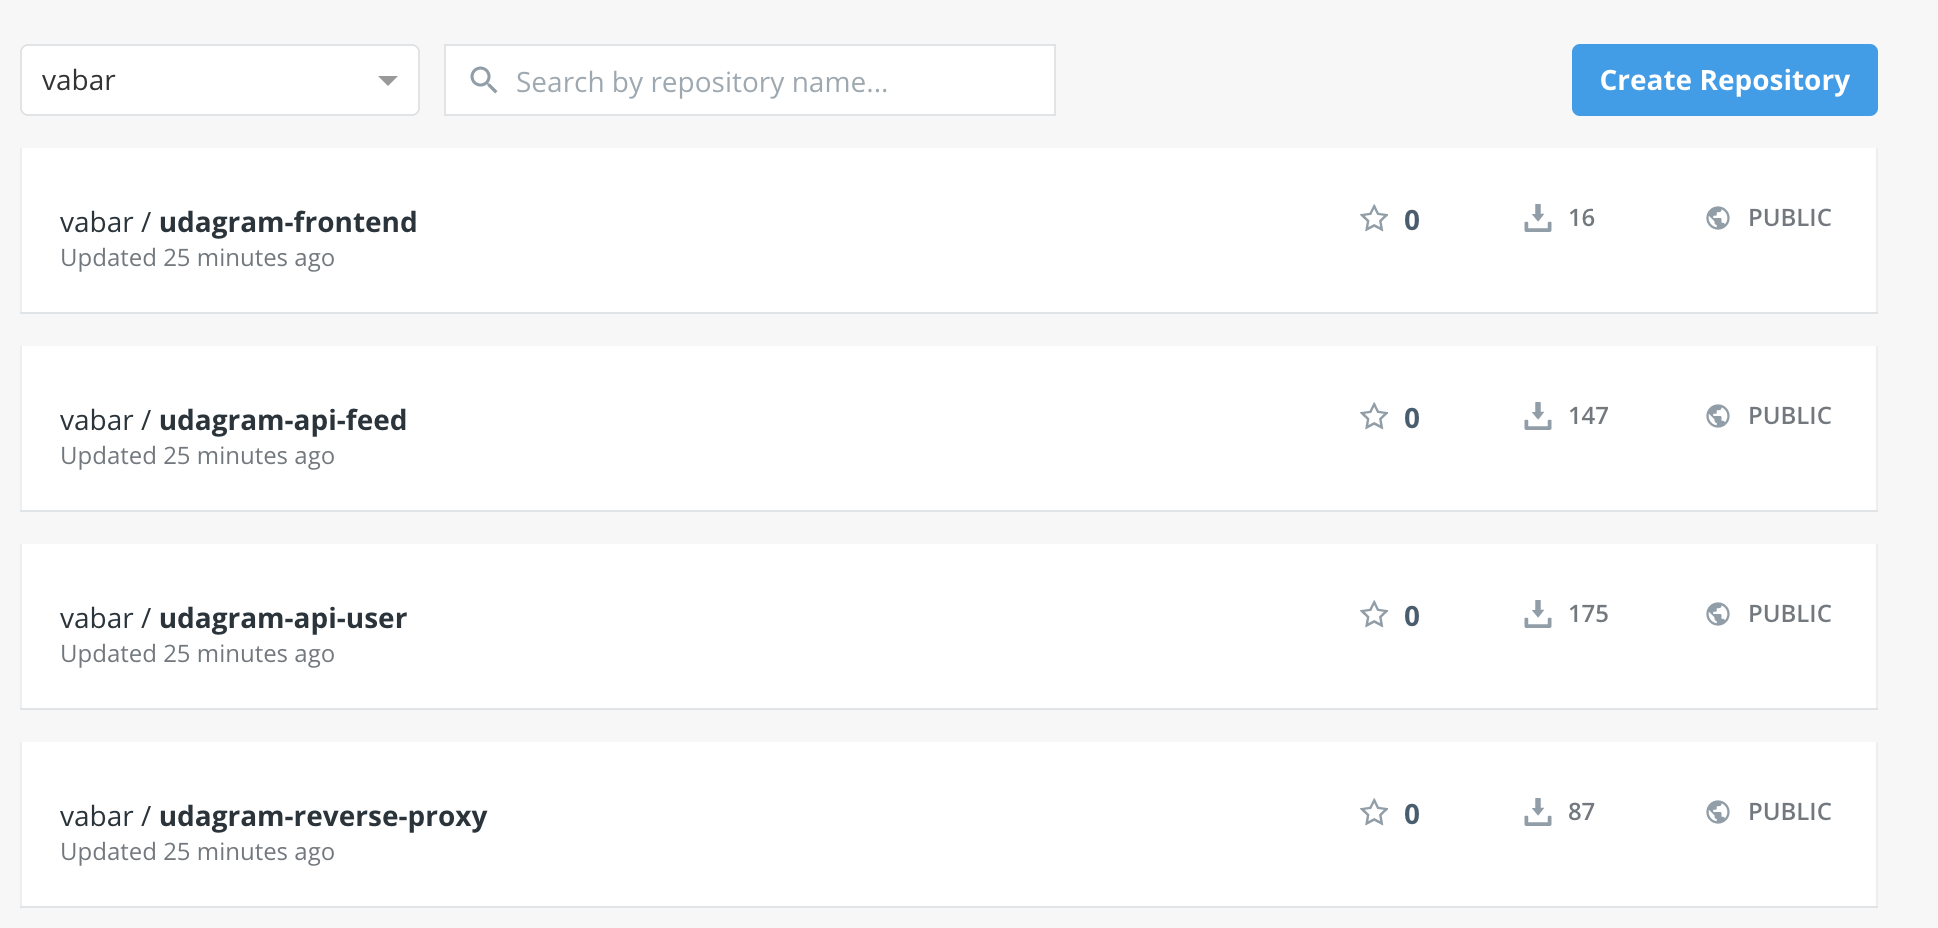 vabar
Search by repository name...
Create Repository
vabar / udagram-frontend
0
16
PUBLIC
Updated 25 minutes ago
vabar / udagram-api-feed
0
147
PUBLIC
Updated 25 minutes ago
vabar / udagram-api-user
0
175
PUBLIC
Updated 25 minutes ago
vabar / udagram-reverse-proxy
0
87
PUBLIC
Updated 25 minutes ago